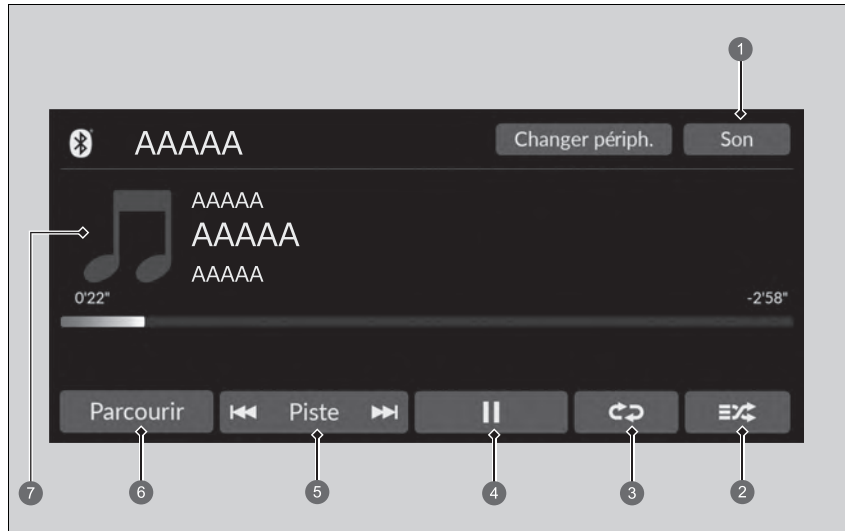 1
AAAAA
Changer périph.
Son
AAAAA
AAAAA
AAAAA
7
0'22"
-2'58"
Parcourir
Piste
6
5
4
3
2